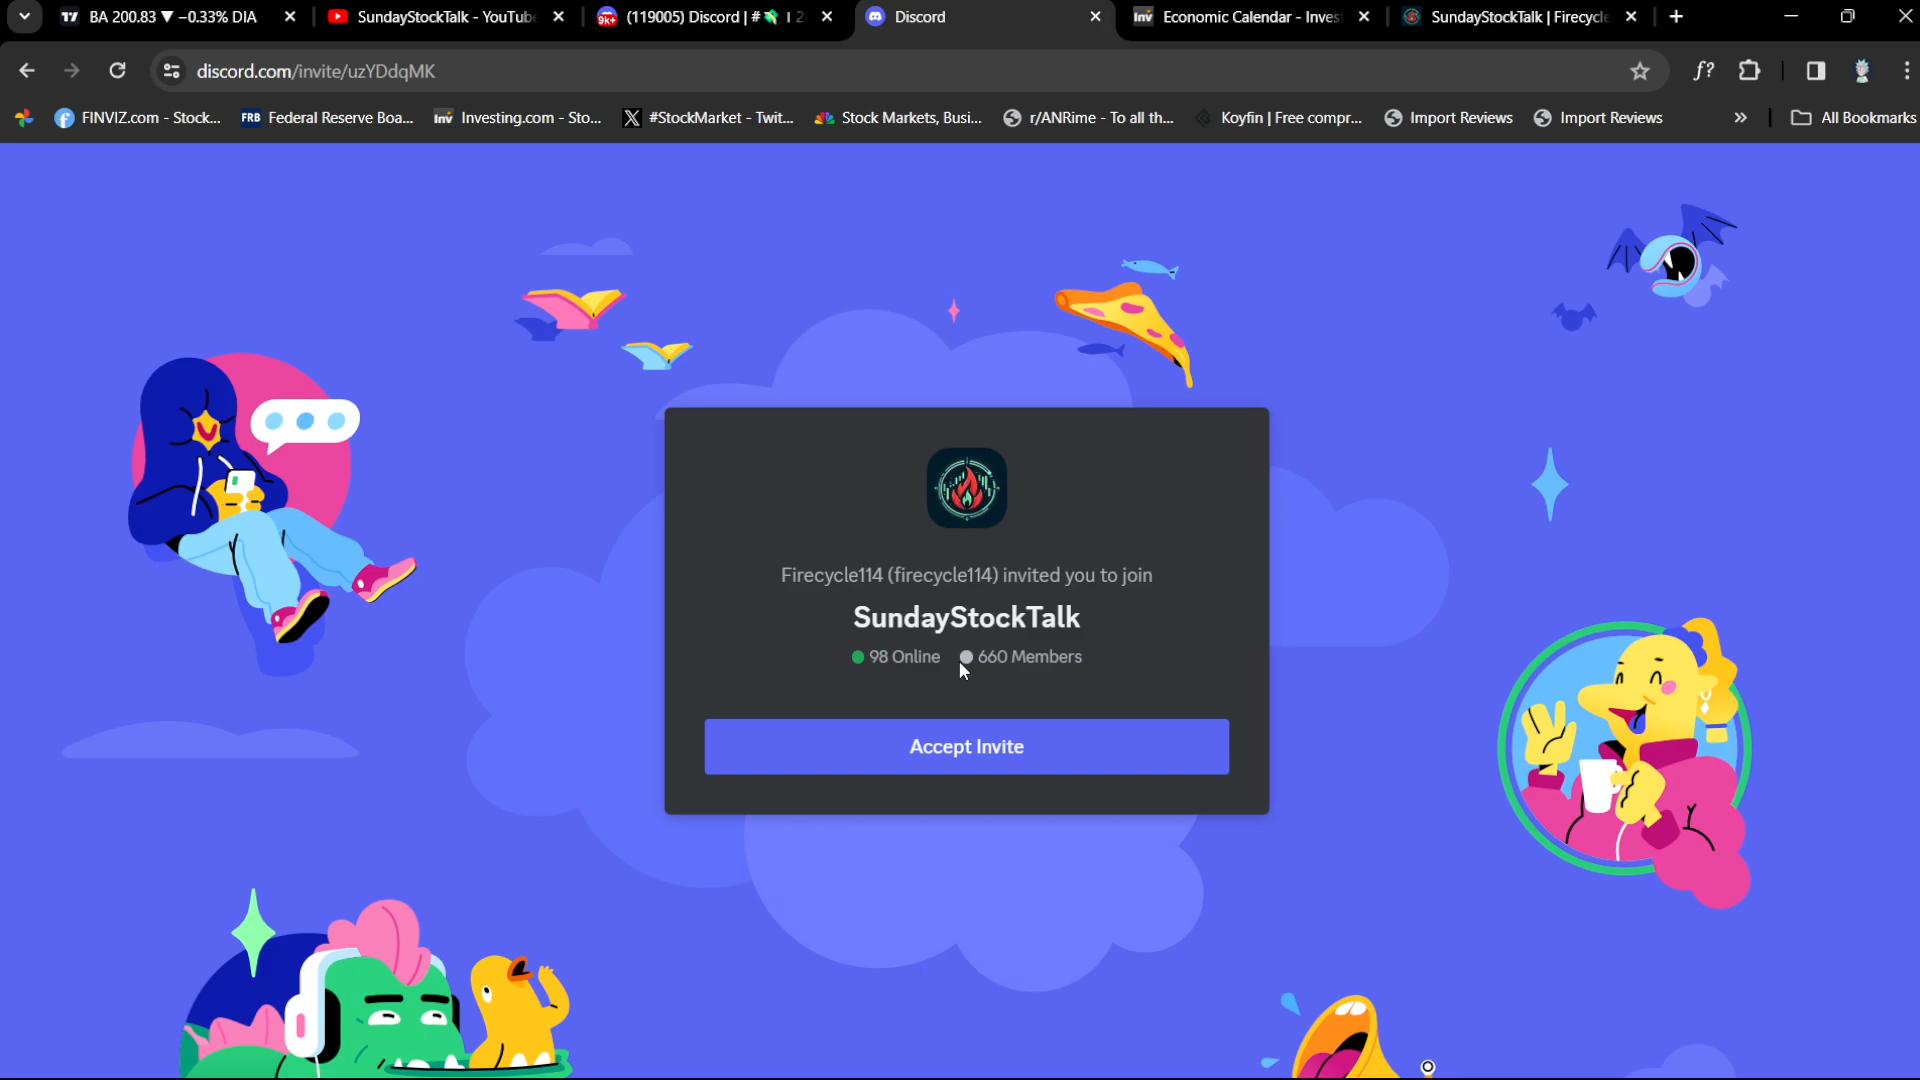 BA 200.83 ▼ −0.33% DIA
SundayStockTalk - YouTube
9k+ (119005) Discord | #
Discord
Inv Economic Calendar - Inves
SundayStockTalk | Firecycle
discord.com/invite/uzYDdqMK
f?
FINVIZ.com - Stock...
FRB Federal Reserve Boa...
Inv Investing.com - Sto...
#StockMarket - Twit...
Stock Markets, Busi...
r/ANRime - To all th...
Koyfin | Free compr...
Import Reviews
Import Reviews
»
All Bookmarks
Firecycle114 (firecycle114) invited you to join
SundayStockTalk
98 Online 660 Members
Accept Invite